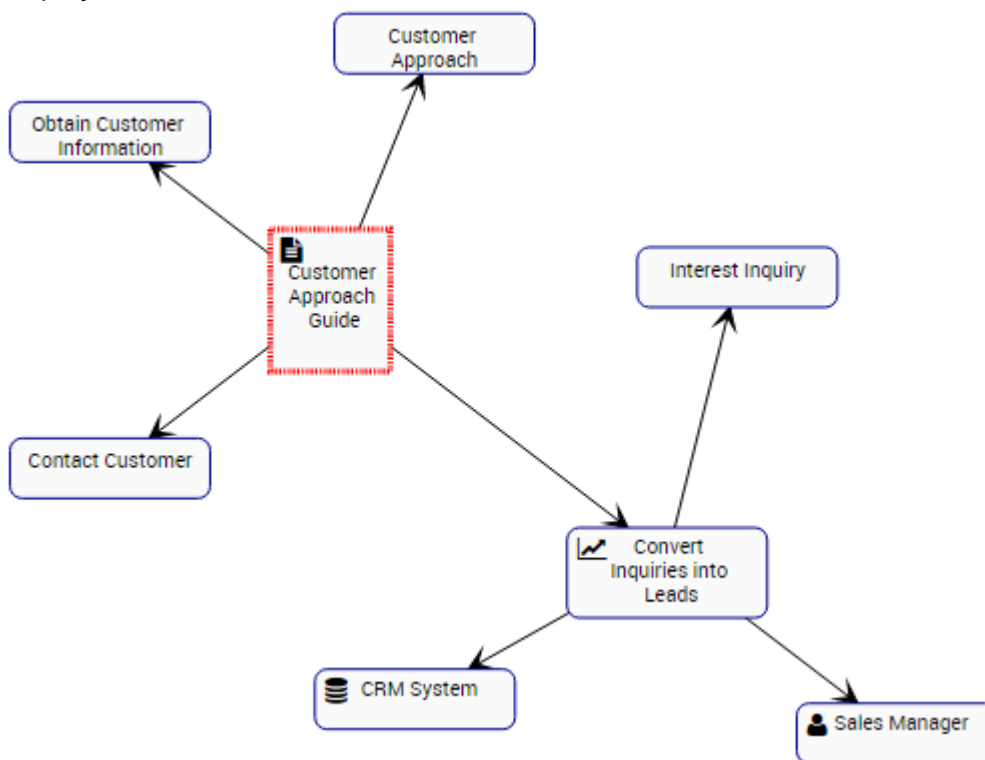 Customer
Approach
Obtain Customer
Information
Customer
Approach
Guide
Interest Inquiry
Contact Customer
Convert
Inquiries into
Leads
CRM System
Sales Manager